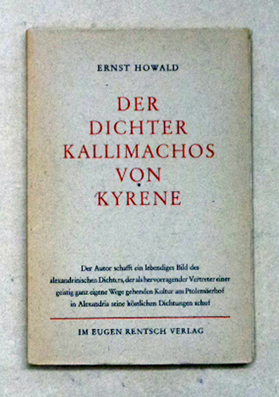 ERNST HOWALD
DER
DICHTER
KALLIMACHOS
VON
KYRENE
Der Autor schafft ein lebendiges Bild des
alexandrinischen Dichters, der als hervorragender Vertreter einer
geistig ganz eigene Wege gehenden Kultur am Ptolemäerhof
in Alexandria seine köstlichen Dichtungen schuf
IM EUGEN RENTSCH VERLAG